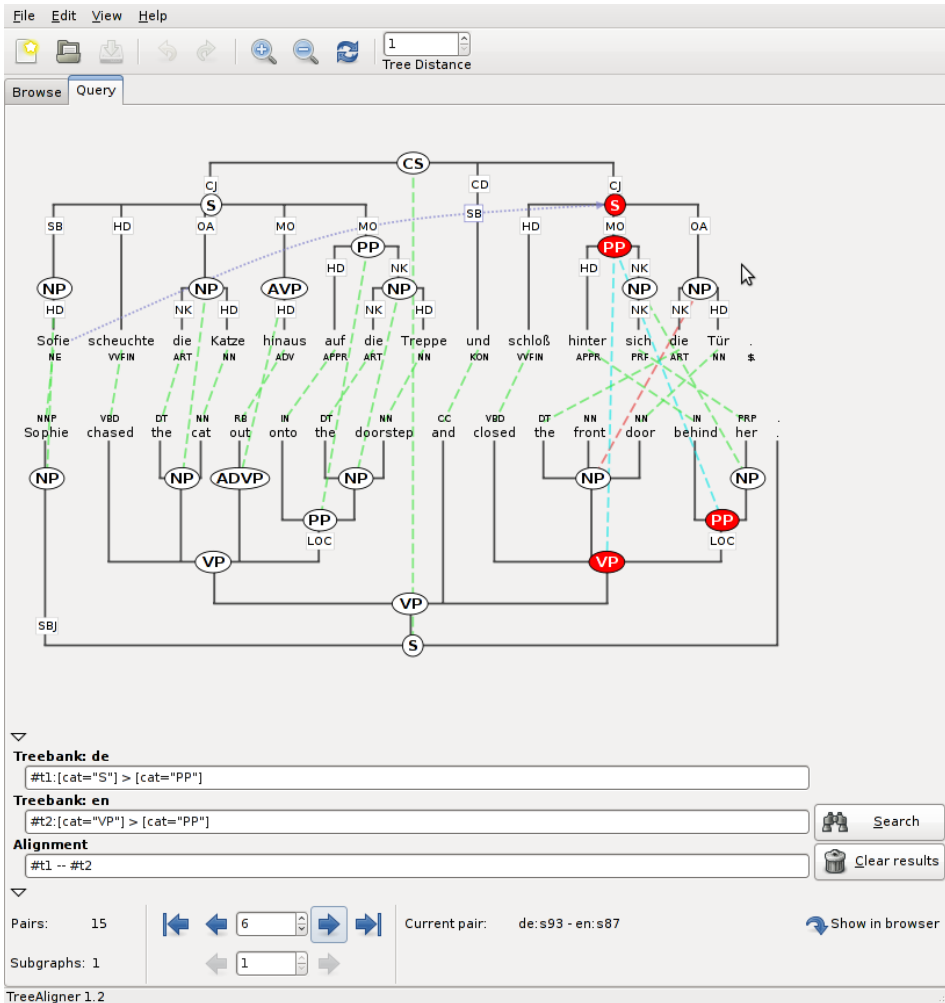 File Edit View Help
1
Tree Distance
Browse Query
CS
CJ CD CJ
S SB S
SB HD OA MO MO HD MO OA
PP PP
HD NK HD NK
NP NP AVP NP NP NP
HD NK HD HD NK HD NK NK HD
Sofie scheuchte die Katze hinaus auf die Treppe und schloß hinter sich die Tür .
NE VVFIN ART NN ADV APPR ART NN KON VVFIN APPR PRF ART NN $.
NNP VBD DT NN RB IN DT NN CC VBD DT NN NN IN PRP .
Sophie chased the cat out onto the doorstep and closed the front door behind her .
NP NP ADVP NP NP NP
PP PP
LOC LOC
VP VP
VP
SBJ
S
Treebank: de
#t1:[cat="S"] > [cat="PP"]
Treebank: en
#t2:[cat="VP"] > [cat="PP"]
Search
Alignment
#t1 -- #t2
Clear results
Pairs: 15 6 Current pair: de:s93 - en:s87 Show in browser
Subgraphs: 1 1
TreeAligner 1.2